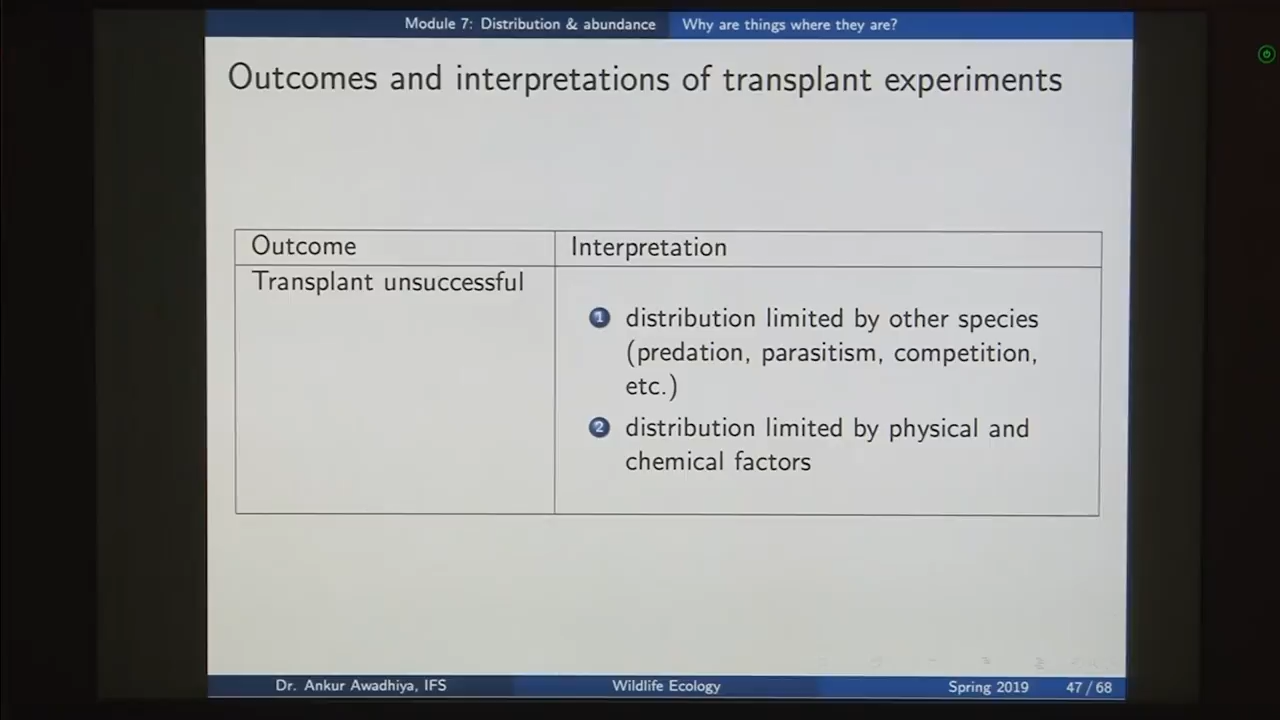 Module 7: Distribution & abundance Why are things where they are?
Outcomes and interpretations of transplant experiments
Outcome Interpretation
Transplant unsuccessful
1 distribution limited by other species
(predation, parasitism, competition,
etc.)
2 distribution limited by physical and
chemical factors
Dr. Ankur Awadhiya, IFS Wildlife Ecology Spring 2019 47 / 68